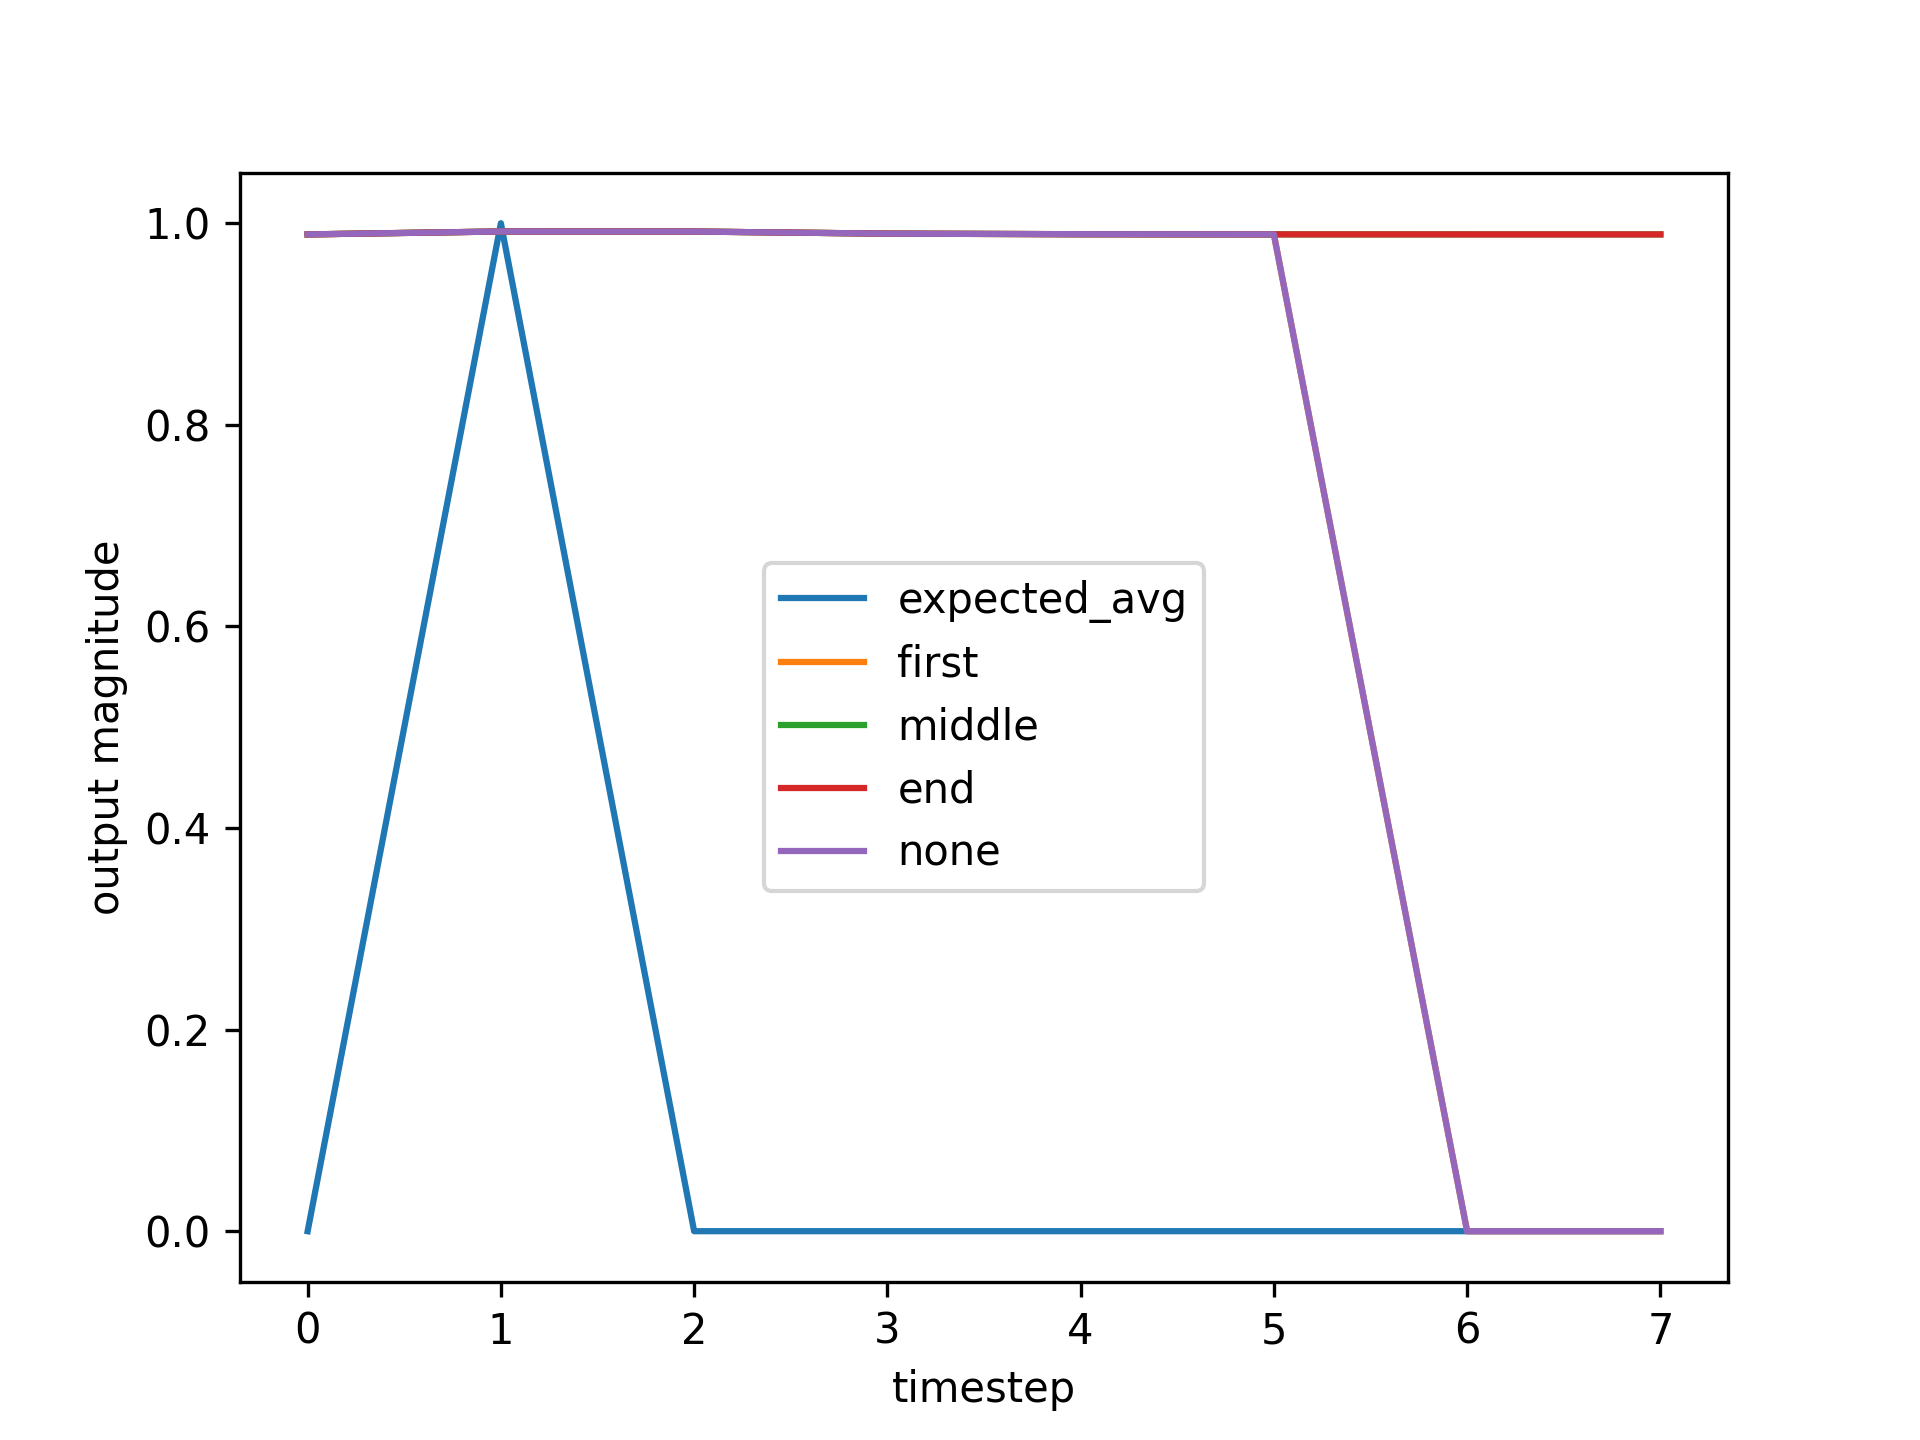 1.0
0.8
0.6
0.4
0.2
0.0
output magnitude
expected_avg
first
middle
end
none
0 1 2 3 4 5 6 7
timestep